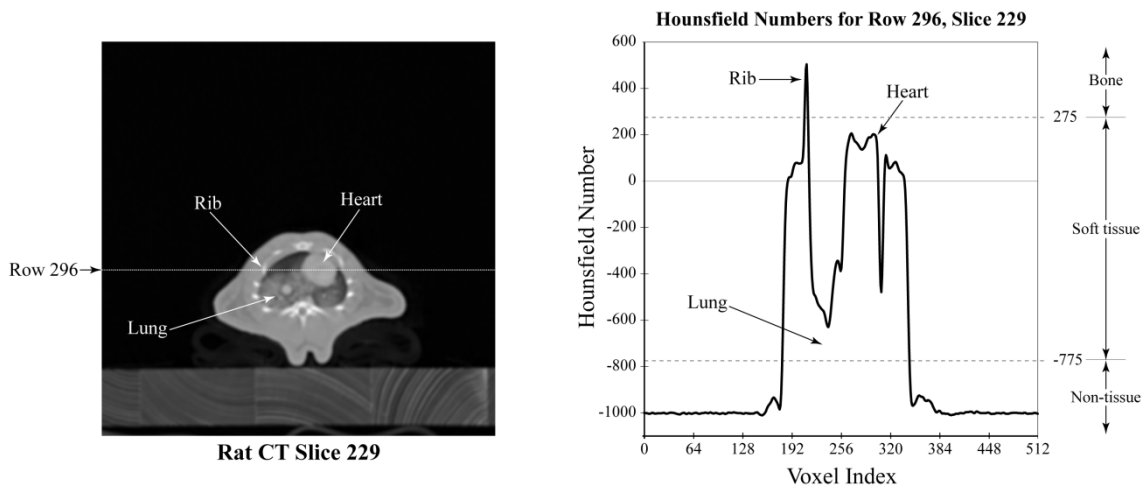 Rib
Heart
Row 296
Lung
Rat CT Slice 229
Hounsfield Numbers for Row 296, Slice 229
Hounsfield Number
600
400
200
0
-200
-400
-600
-800
-1000
Rib
Heart
Lung
0
64
128
192
256
320
384
448
512
Voxel Index
275
-775
Bone
Soft tissue
Non-tissue